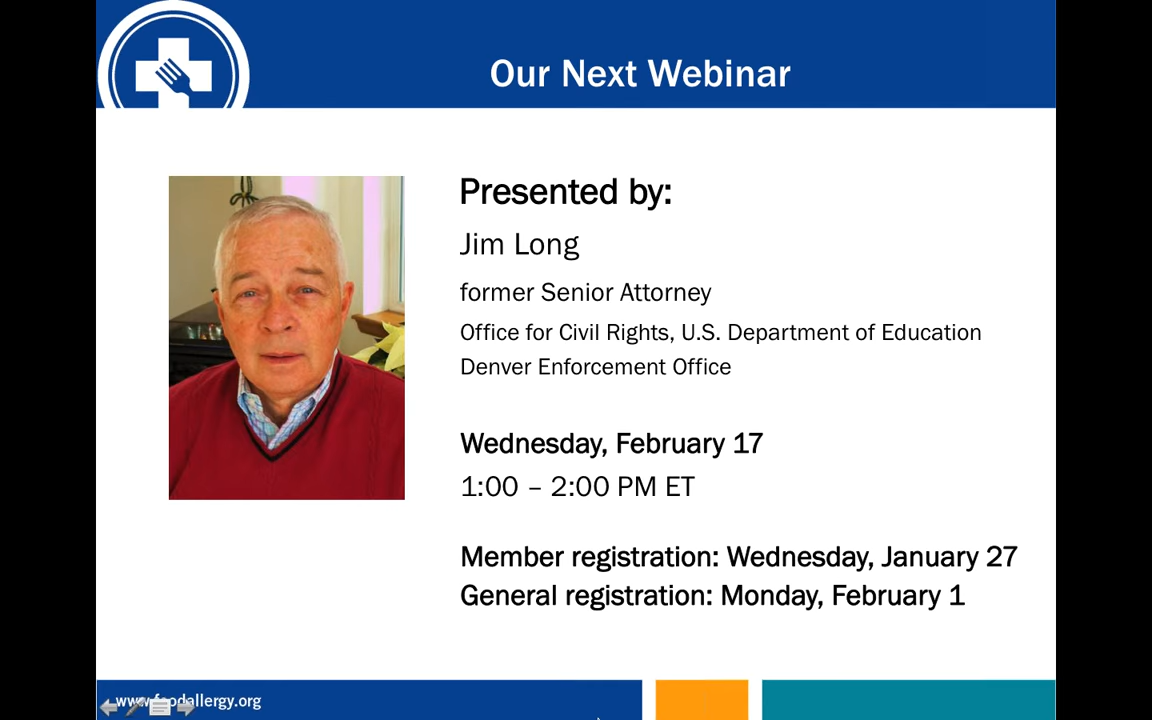 Our Next Webinar
Presented by:
Jim Long
former Senior Attorney
Office for Civil Rights, U.S. Department of Education
Denver Enforcement Office
Wednesday, February 17
1:00 – 2:00 PM ET
Member registration: Wednesday, January 27
General registration: Monday, February 1
www.foodallergy.org